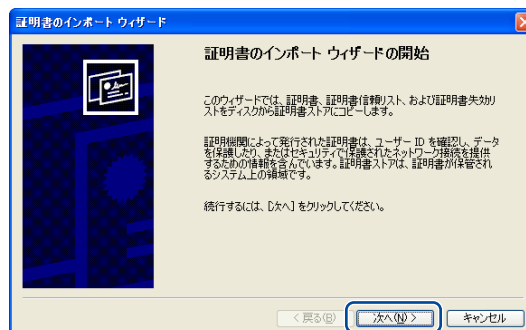 証明書のインポート ウィザード
証明書のインポート ウィザードの開始
このウィザードでは、証明書、証明書信頼リスト、および証明書失効リ
ストをディスクから証明書ストアにコピーします。
証明機関によって発行された証明書は、ユーザー ID を確認し、データ
を保護したり、またはセキュリティで保護されたネットワーク接続を提供
するための情報を含んでいます。証明書ストアは、証明書が保管され
るシステム上の領域です。
続行するには、[次へ] をクリックしてください。
< 戻る(B)
次へ(N) >
キャンセル